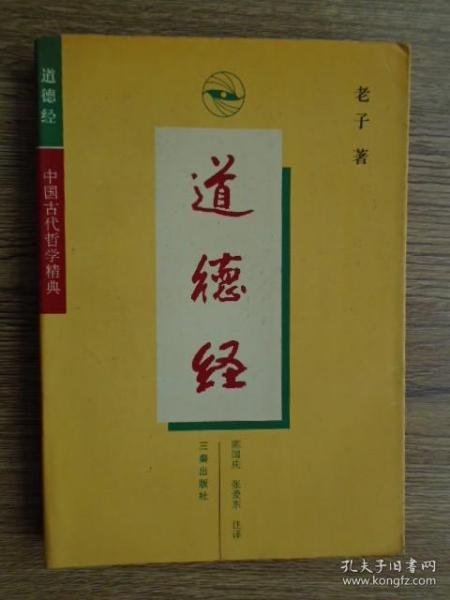 道德经
中国古代哲学精典
老子著
道德经
陈国庆 张爱东 注译
三秦出版社
孔夫子旧书网
www.kongfz.com